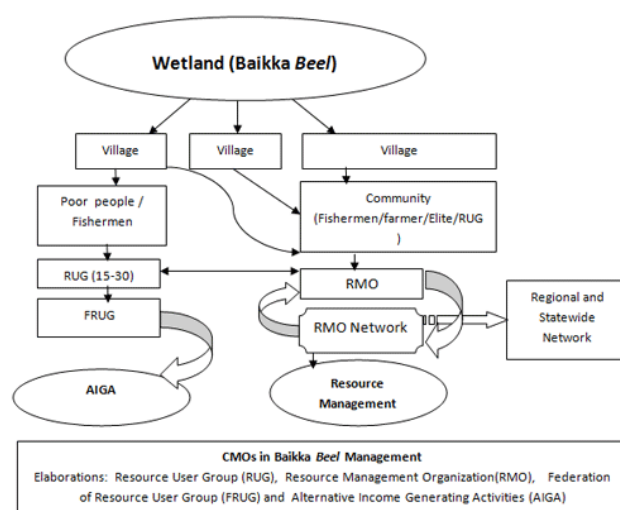 Wetland (Baikka Beel)
Village
Village
Village
Poor people /
Fishermen
Community
(Fishermen/farmer/Elite/RUG
)
RUG (15-30)
RMO
FRUG
RMO Network
Regional and
Statewide
Network
AIGA
Resource
Management
CMOs in Baikka Beel Management
Elaborations: Resource User Group (RUG), Resource Management Organization(RMO), Federation
of Resource User Group (FRUG) and Alternative Income Generating Activities (AIGA)